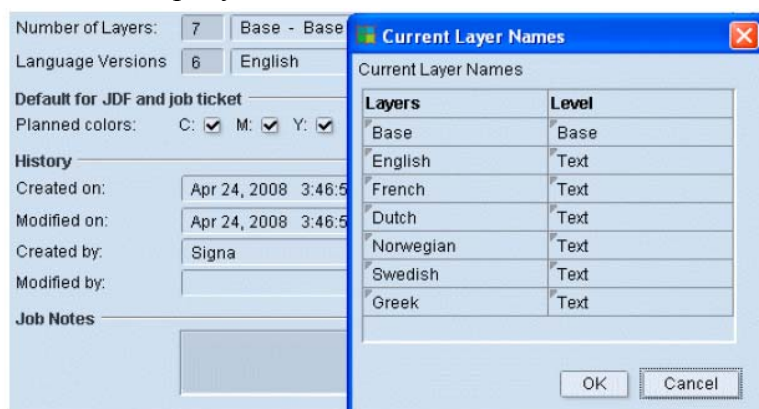 Number of Layers: 7 Base - Base
Language Versions 6 English
Default for JDF and job ticket
Planned colors: C: M: Y:
History
Created on: Apr 24, 2008 3:46:5
Modified on: Apr 24, 2008 3:46:5
Created by: Signa
Modified by:
Job Notes
Current Layer Names
Current Layer Names
Layers Level
Base Base
English Text
French Text
Dutch Text
Norwegian Text
Swedish Text
Greek Text
OK Cancel